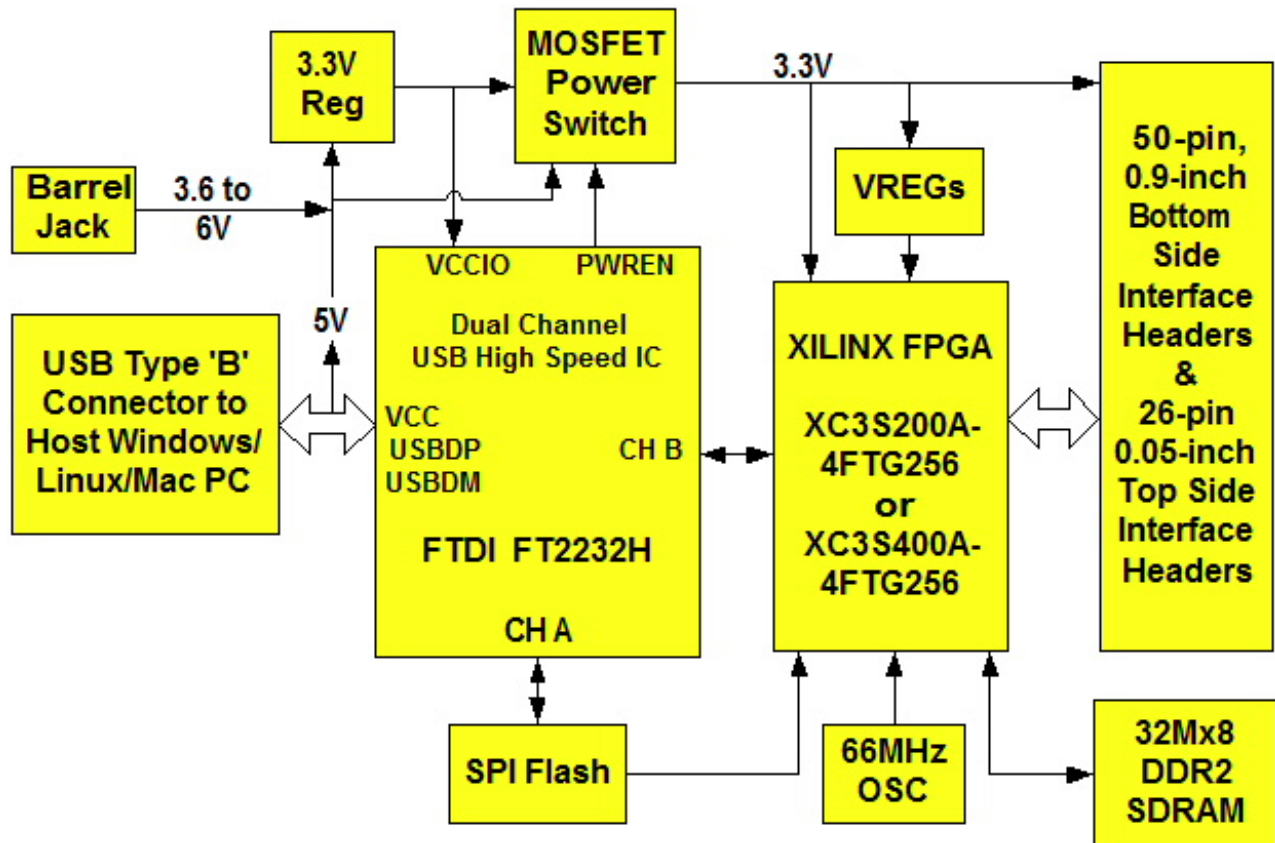 3.3V
Reg
MOSFET
Power
Switch
3.3V
Barrel
Jack
3.6 to
6V
VREGs
50-pin,
0.9-inch
Bottom
Side
Interface
Headers
&
26-pin
0.05-inch
Top Side
Interface
Headers
5V
USB Type 'B'
Connector to
Host Windows/
Linux/Mac PC
VCCIO
PWREN
Dual Channel
USB High Speed IC
VCC
USBDP
USBDM
CH B
FTDI FT2232H
CH A
XILINX FPGA
XC3S200A-
4FTG256
or
XC3S400A-
4FTG256
SPI Flash
66MHz
OSC
32Mx8
DDR2
SDRAM